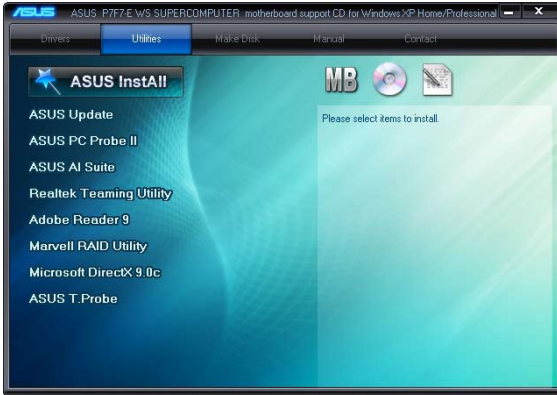 ASUS ASUS P7F7-E WS SUPERCOMPUTER motherboard support CD for Windows XP Home/Professional
Drivers Utilities Make Disk Manual Contact
ASUS InstAll
MB
ASUS Update
Please select items to install.
ASUS PC Probe II
ASUS AI Suite
Realtek Teaming Utility
Adobe Reader 9
Marvell RAID Utility
Microsoft DirectX 9.0c
ASUS T.Probe